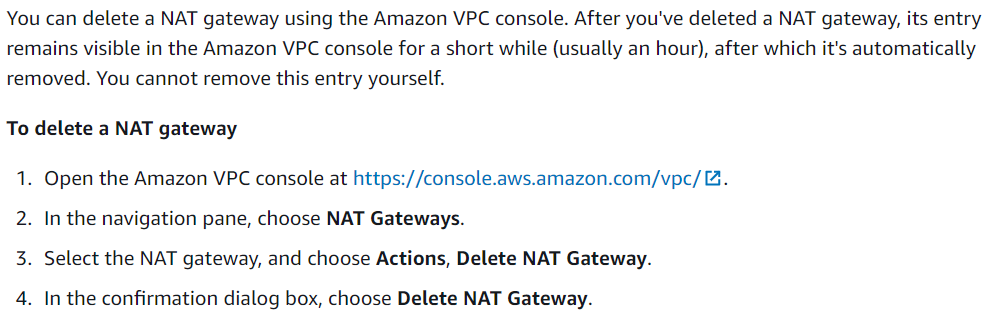 You can delete a NAT gateway using the Amazon VPC console. After you've deleted a NAT gateway, its entry
remains visible in the Amazon VPC console for a short while (usually an hour), after which it's automatically
removed. You cannot remove this entry yourself.
To delete a NAT gateway
1. Open the Amazon VPC console at https://console.aws.amazon.com/vpc/.
2. In the navigation pane, choose NAT Gateways.
3. Select the NAT gateway, and choose Actions, Delete NAT Gateway.
4. In the confirmation dialog box, choose Delete NAT Gateway.